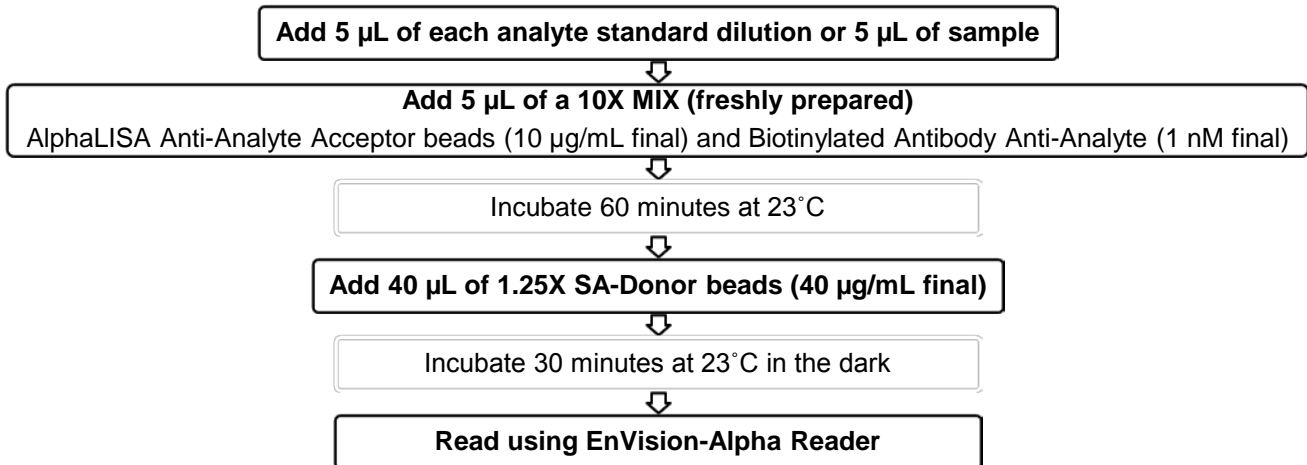 Add 5 µL of each analyte standard dilution or 5 µL of sample
Add 5 µL of a 10X MIX (freshly prepared)
AlphaLISA Anti-Analyte Acceptor beads (10 µg/mL final) and Biotinylated Antibody Anti-Analyte (1 nM final)
Incubate 60 minutes at 23˚C
Add 40 µL of 1.25X SA-Donor beads (40 µg/mL final)
Incubate 30 minutes at 23˚C in the dark
Read using EnVision-Alpha Reader